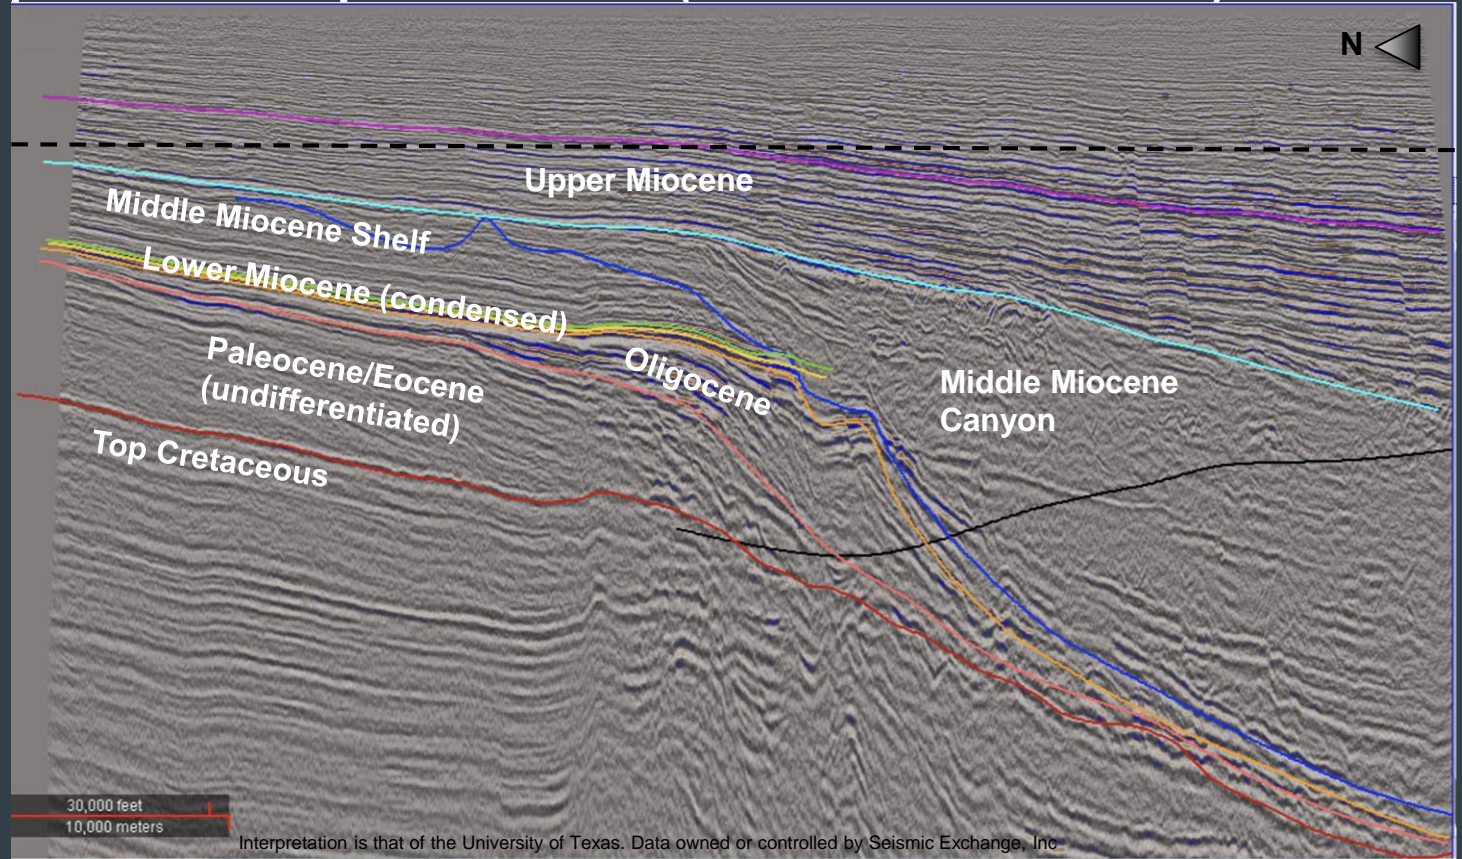 N
Upper Miocene
Middle Miocene Shelf
Lower Miocene (condensed)
Oligocene
Paleocene/Eocene
(undifferentiated)
Middle Miocene
Canyon
Top Cretaceous
30,000 feet
10,000 meters
Interpretation is that of the University of Texas. Data owned or controlled by Seismic Exchange, Inc